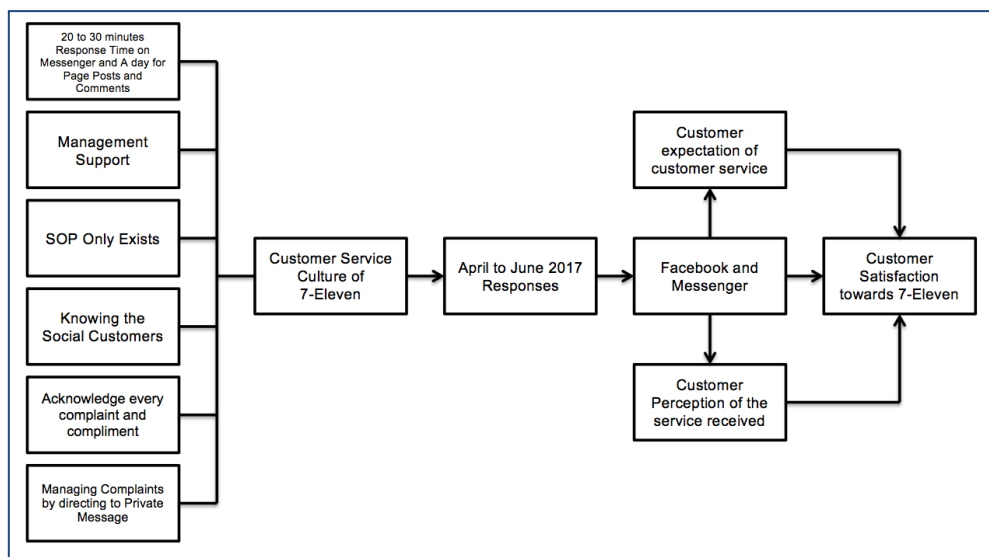 20 to 30 minutes
Response Time on
Messenger and A day for
Page Posts and
Comments
Management
Support
SOP Only Exists
Knowing the
Social Customers
Acknowledge every
complaint and
compliment
Managing Complaints
by directing to Private
Message
Customer Service
Culture of
7-Eleven
April to June 2017
Responses
Customer
expectation of
customer service
Facebook and
Messenger
Customer
Perception of the
service received
Customer
Satisfaction
towards 7-Eleven